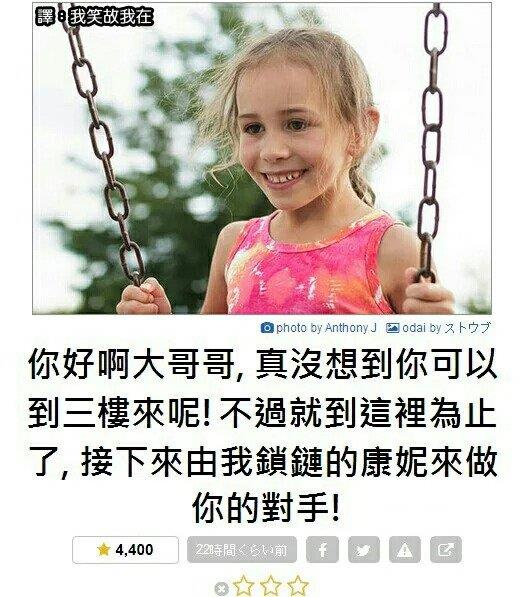 譯：我笑故我在
photo by Anthony J odai by ストウブ
你好啊大哥哥, 真沒想到你可以
到三樓來呢! 不過就到這裡為止
了, 接下來由我鎖鏈的康妮來做
你的對手!
4,400 22時間くらい前